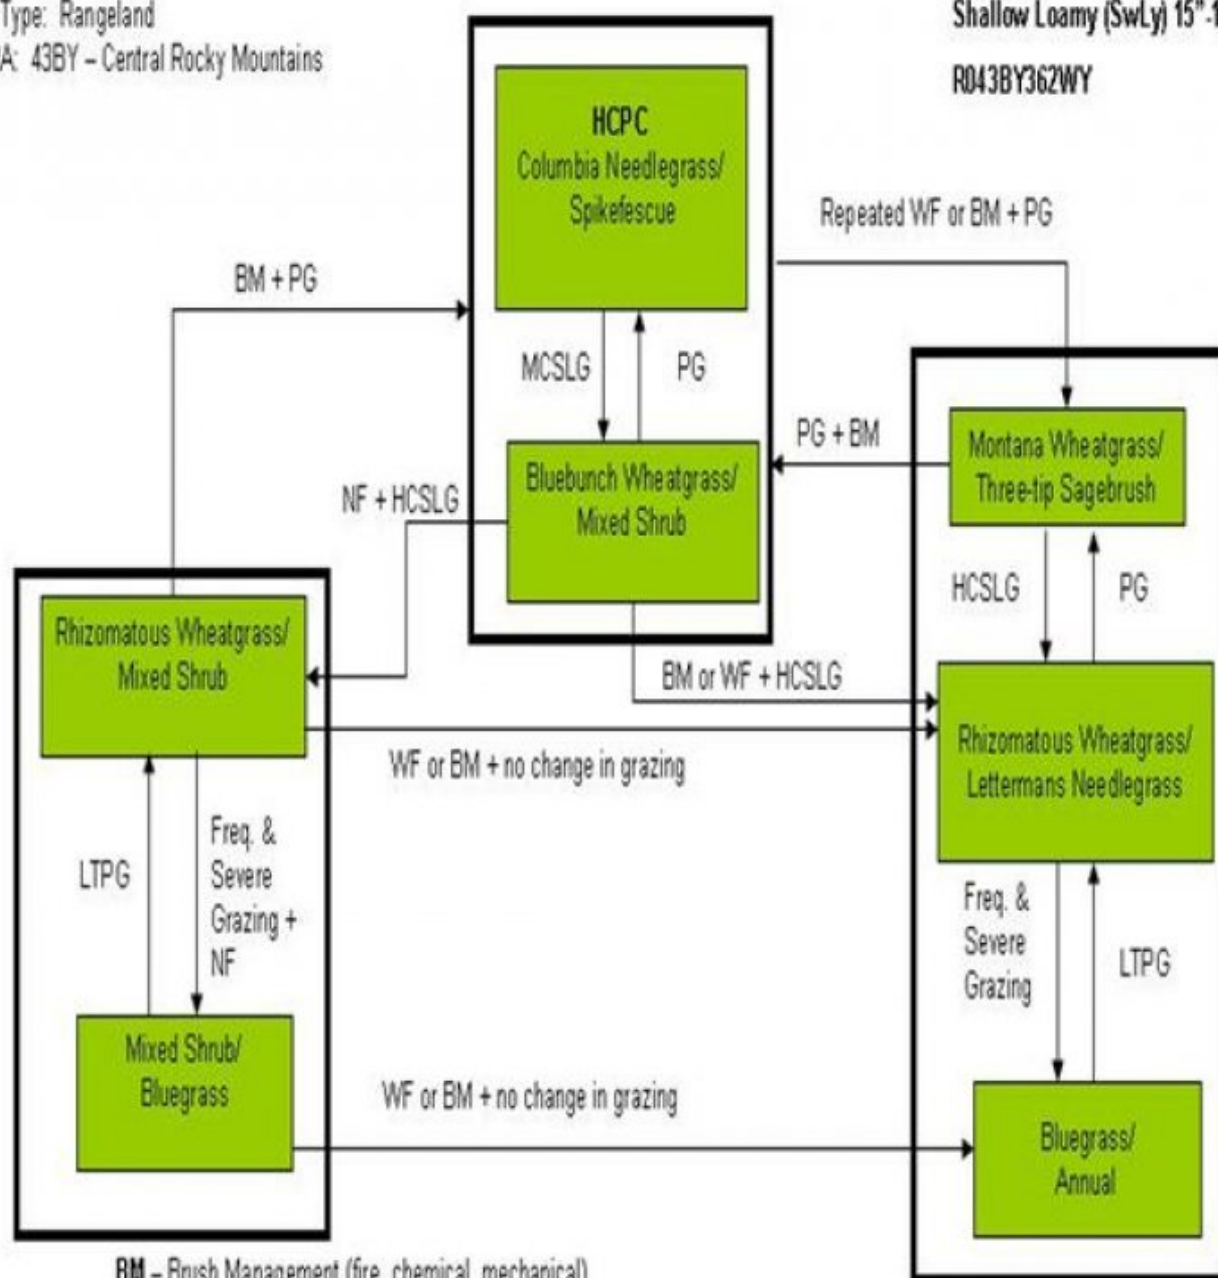 Type: Rangeland
A: 43BY – Central Rocky Mountains
Shallow Loamy (SwLy) 15"-1
R043BY362WY
HCPC
Columbia Needlegrass/
Spikefescue
Repeated WF or BM + PG
BM + PG
MCSLG
PG
PG + BM
Montana Wheatgrass/
Three-tip Sagebrush
Bluebunch Wheatgrass/
Mixed Shrub
NF + HCSLG
HCSLG
PG
Rhizomatous Wheatgrass/
Mixed Shrub
BM or WF + HCSLG
Rhizomatous Wheatgrass/
Lettermans Needlegrass
WF or BM + no change in grazing
LTPG
Freq. &
Severe
Grazing +
NF
Freq. &
Severe
Grazing
LTPG
Mixed Shrub/
Bluegrass
WF or BM + no change in grazing
Bluegrass/
Annual
BM – Brush Management (fire, chemical, mechanical)